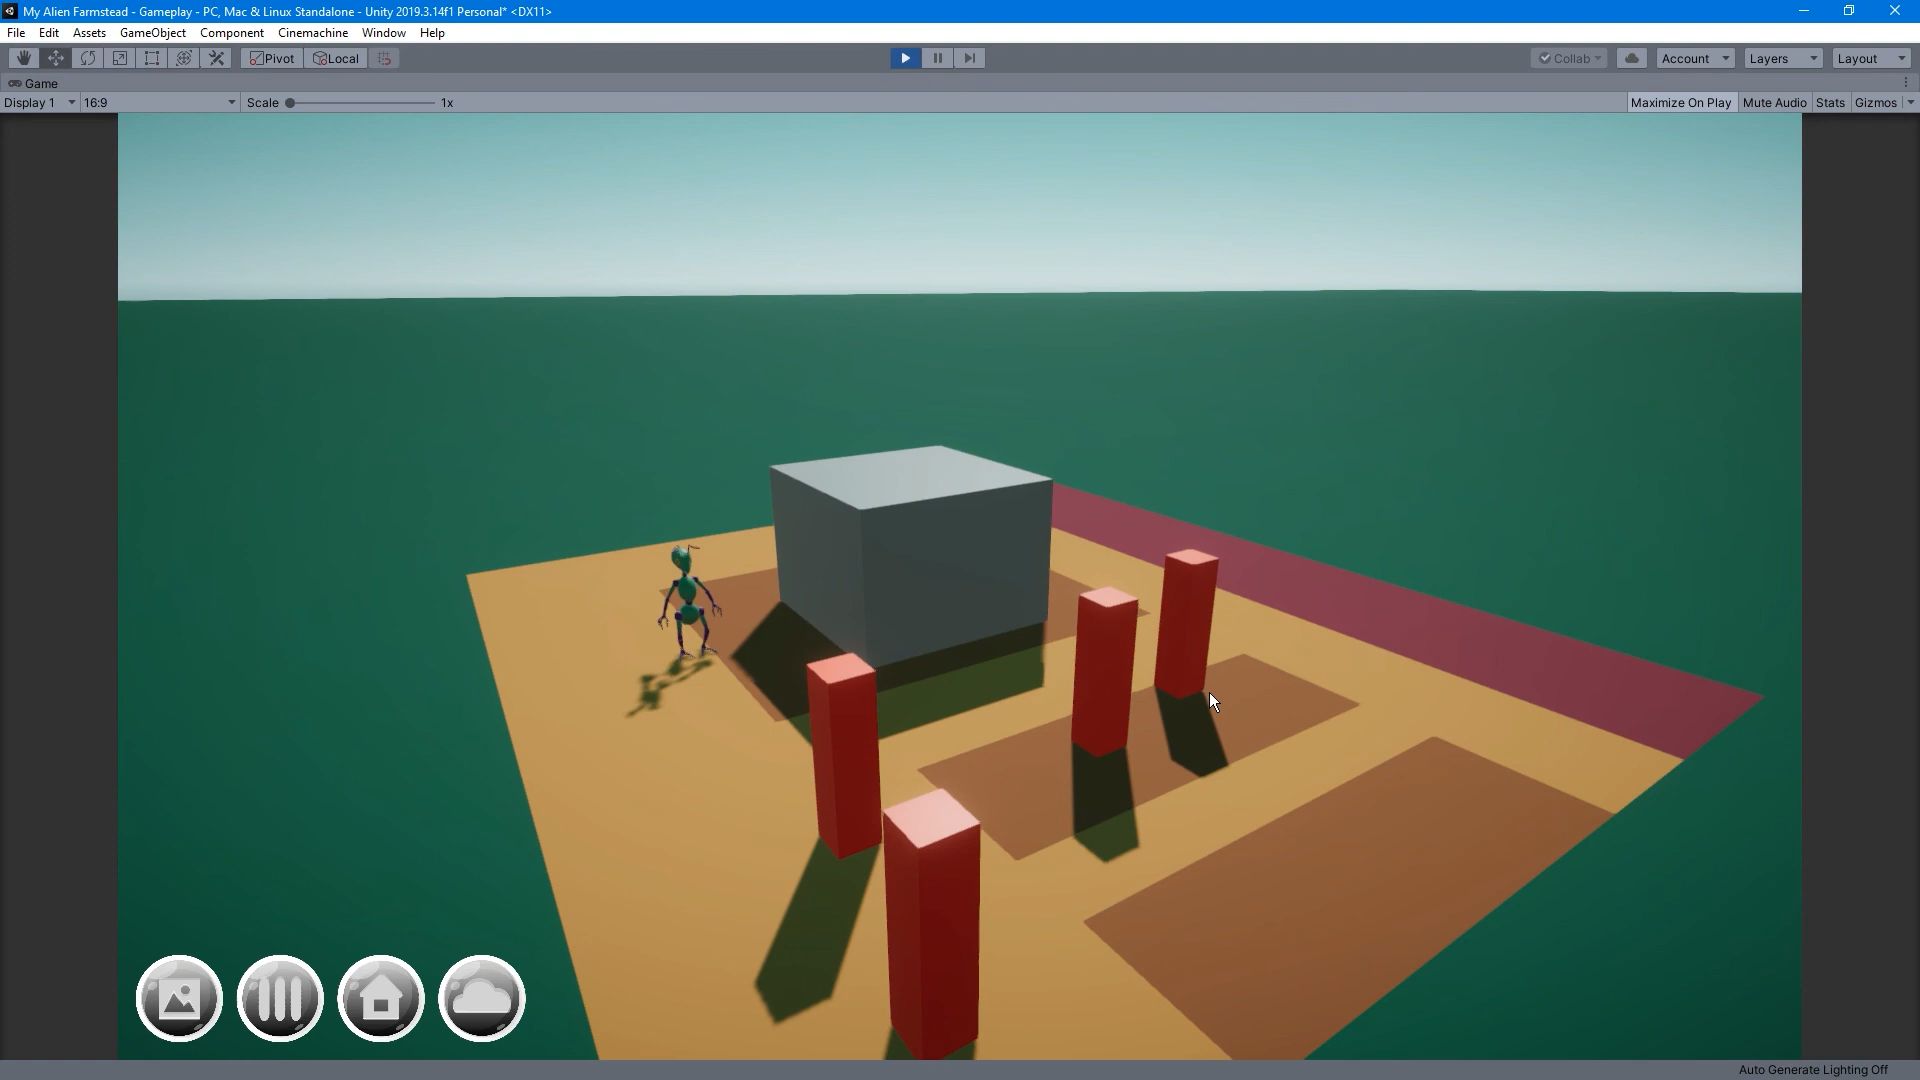 My Alien Farmstead - Gameplay - PC, Mac & Linux Standalone - Unity 2019.3.14f1 Personal* <DX11>
File Edit Assets GameObject Component Cinemachine Window Help
Pivot Local Collab Account Layers Layout
Game
Display 1 16:9 Scale 1x Maximize On Play Mute Audio Stats Gizmos
Auto Generate Lighting Off